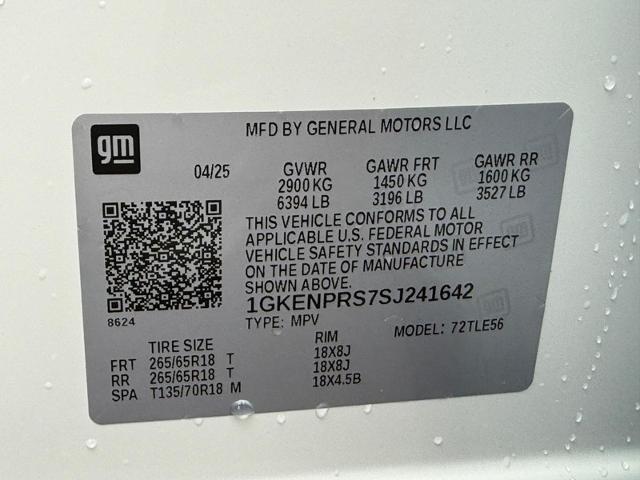 gm
MFD BY GENERAL MOTORS LLC
04/25 GVWR GAWR FRT GAWR RR
2900 KG 1450 KG 1600 KG
6394 LB 3196 LB 3527 LB
THIS VEHICLE CONFORMS TO ALL
APPLICABLE U.S. FEDERAL MOTOR
VEHICLE SAFETY STANDARDS IN EFFECT
ON THE DATE OF MANUFACTURE
SHOWN ABOVE.
1GKENPRS7SJ241642
8624
TYPE: MPV MODEL: 72TLE56
TIRE SIZE RIM
FRT 265/65R18 T 18X8J
RR 265/65R18 T 18X8J
SPA T135/70R18 M 18X4.5B